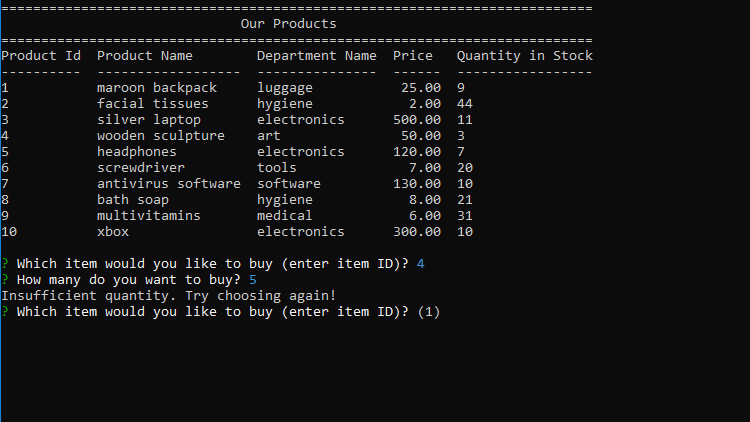 ==========================================================================
                              Our Products
==========================================================================
Product Id  Product Name        Department Name  Price   Quantity in Stock
----------  ------------------  ---------------  ------  -----------------
1           maroon backpack     luggage           25.00  9
2           facial tissues      hygiene            2.00  44
3           silver laptop       electronics      500.00  11
4           wooden sculpture    art               50.00  3
5           headphones          electronics      120.00  7
6           screwdriver         tools              7.00  20
7           antivirus software  software         130.00  10
8           bath soap           hygiene            8.00  21
9           multivitamins       medical            6.00  31
10          xbox                electronics      300.00  10
? Which item would you like to buy (enter item ID)? 4
? How many do you want to buy? 5
Insufficient quantity. Try choosing again!
? Which item would you like to buy (enter item ID)? (1)